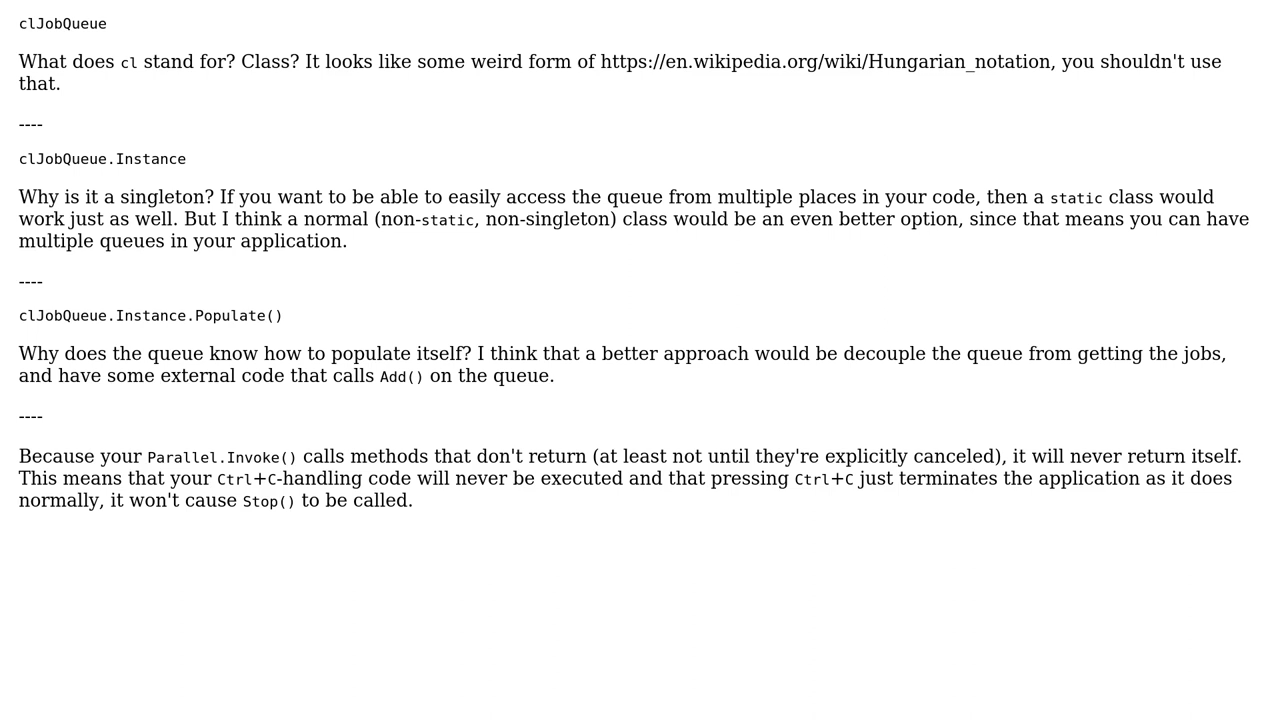 clJobQueue
What does cl stand for? Class? It looks like some weird form of https://en.wikipedia.org/wiki/Hungarian_notation, you shouldn't use
that.
----
clJobQueue.Instance
Why is it a singleton? If you want to be able to easily access the queue from multiple places in your code, then a static class would
work just as well. But I think a normal (non-static, non-singleton) class would be an even better option, since that means you can have
multiple queues in your application.
----
clJobQueue.Instance.Populate()
Why does the queue know how to populate itself? I think that a better approach would be decouple the queue from getting the jobs,
and have some external code that calls Add() on the queue.
----
Because your Parallel.Invoke() calls methods that don't return (at least not until they're explicitly canceled), it will never return itself.
This means that your Ctrl+C-handling code will never be executed and that pressing Ctrl+C just terminates the application as it does
normally, it won't cause Stop() to be called.